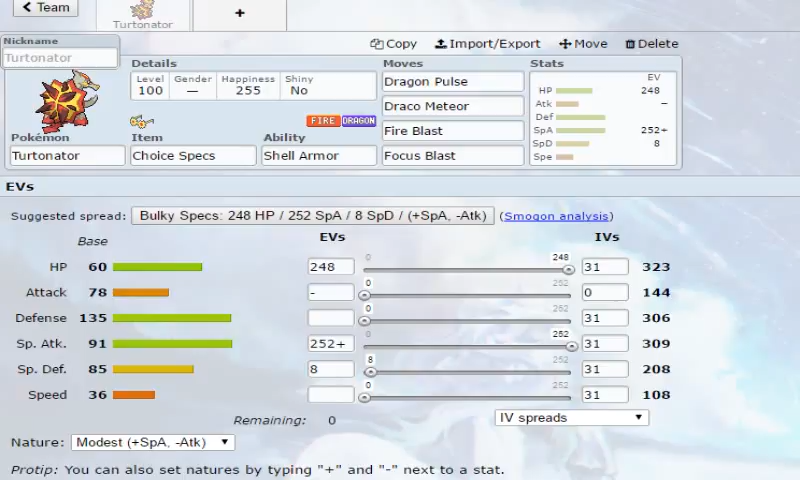 < Team
Turtonator
+
Nickname
Turtonator
Copy Import/Export Move Delete
Details
Level Gender Happiness Shiny
100 — 255 No
Moves
Dragon Pulse
Draco Meteor
Fire Blast
Focus Blast
Stats
EV
HP 248
Atk –
Def
SpA 252+
SpD 8
Spe
FIRE DRAGON
Pokémon Item Ability
Turtonator Choice Specs Shell Armor
EVs
Suggested spread: Bulky Specs: 248 HP / 252 SpA / 8 SpD / (+SpA, -Atk) (Smogon analysis)
Base EVs IVs
HP 60 248 0 248 31 323
Attack 78 - 0 252 0 144
Defense 135 0 252 31 306
Sp. Atk. 91 252+ 0 252 31 309
Sp. Def. 85 8 8 252 31 208
Speed 36 0 252 31 108
Remaining: 0 IV spreads
Nature: Modest (+SpA, -Atk)
Protip: You can also set natures by typing "+" and "-" next to a stat.